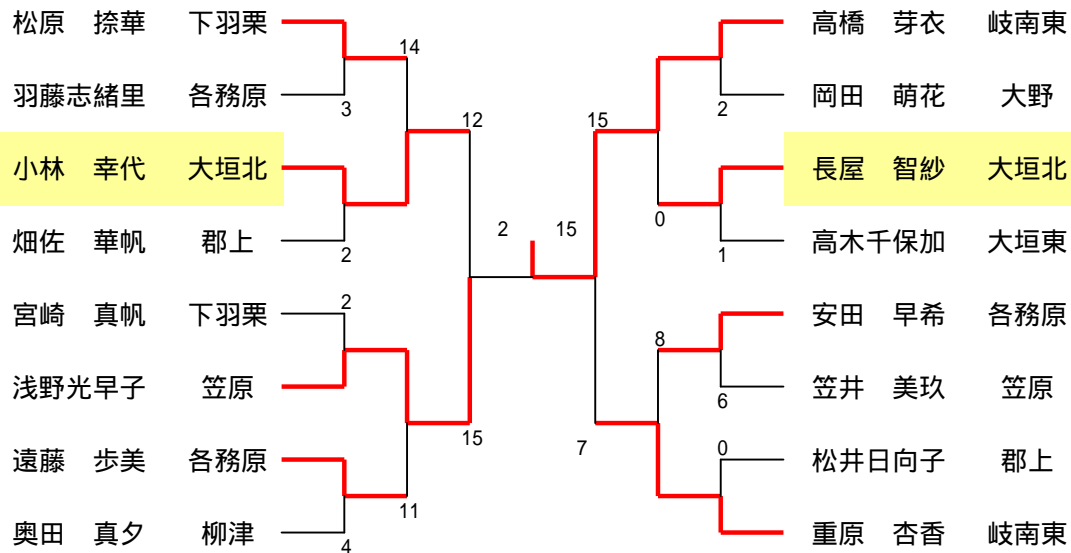 松原　捺華　下羽栗
14
羽藤志緒里　各務原
3
12
小林　幸代　大垣北
畑佐　華帆　郡上
2
宮崎　真帆　下羽栗
2
浅野光早子　笠原
15
遠藤　歩美　各務原
11
奥田　真夕　柳津
4
2　15
高橋　芽衣　岐南東
岡田　萌花　大野
2
15
長屋　智紗　大垣北
0
高木千保加　大垣東
1
安田　早希　各務原
8
笠井　美玖　笠原
6
7
0
松井日向子　郡上
重原　杏香　岐南東